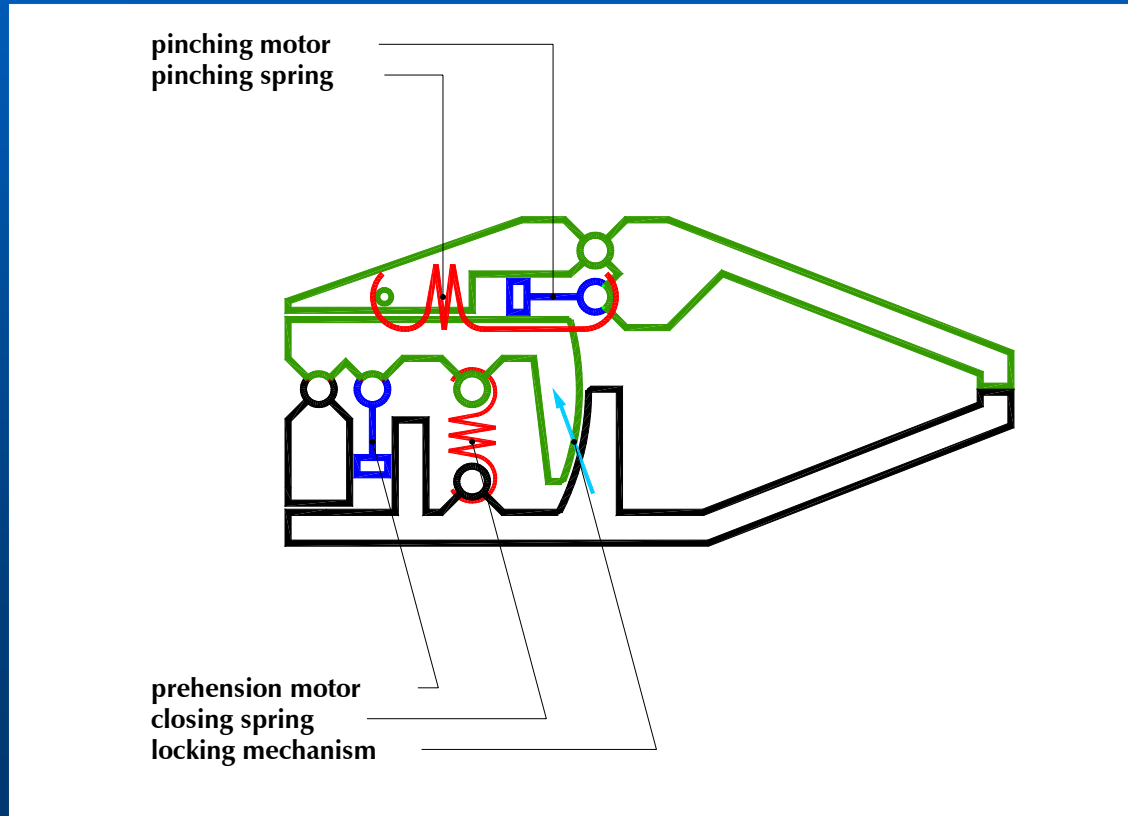 pinching motor
pinching spring
prehension motor
closing spring
locking mechanism